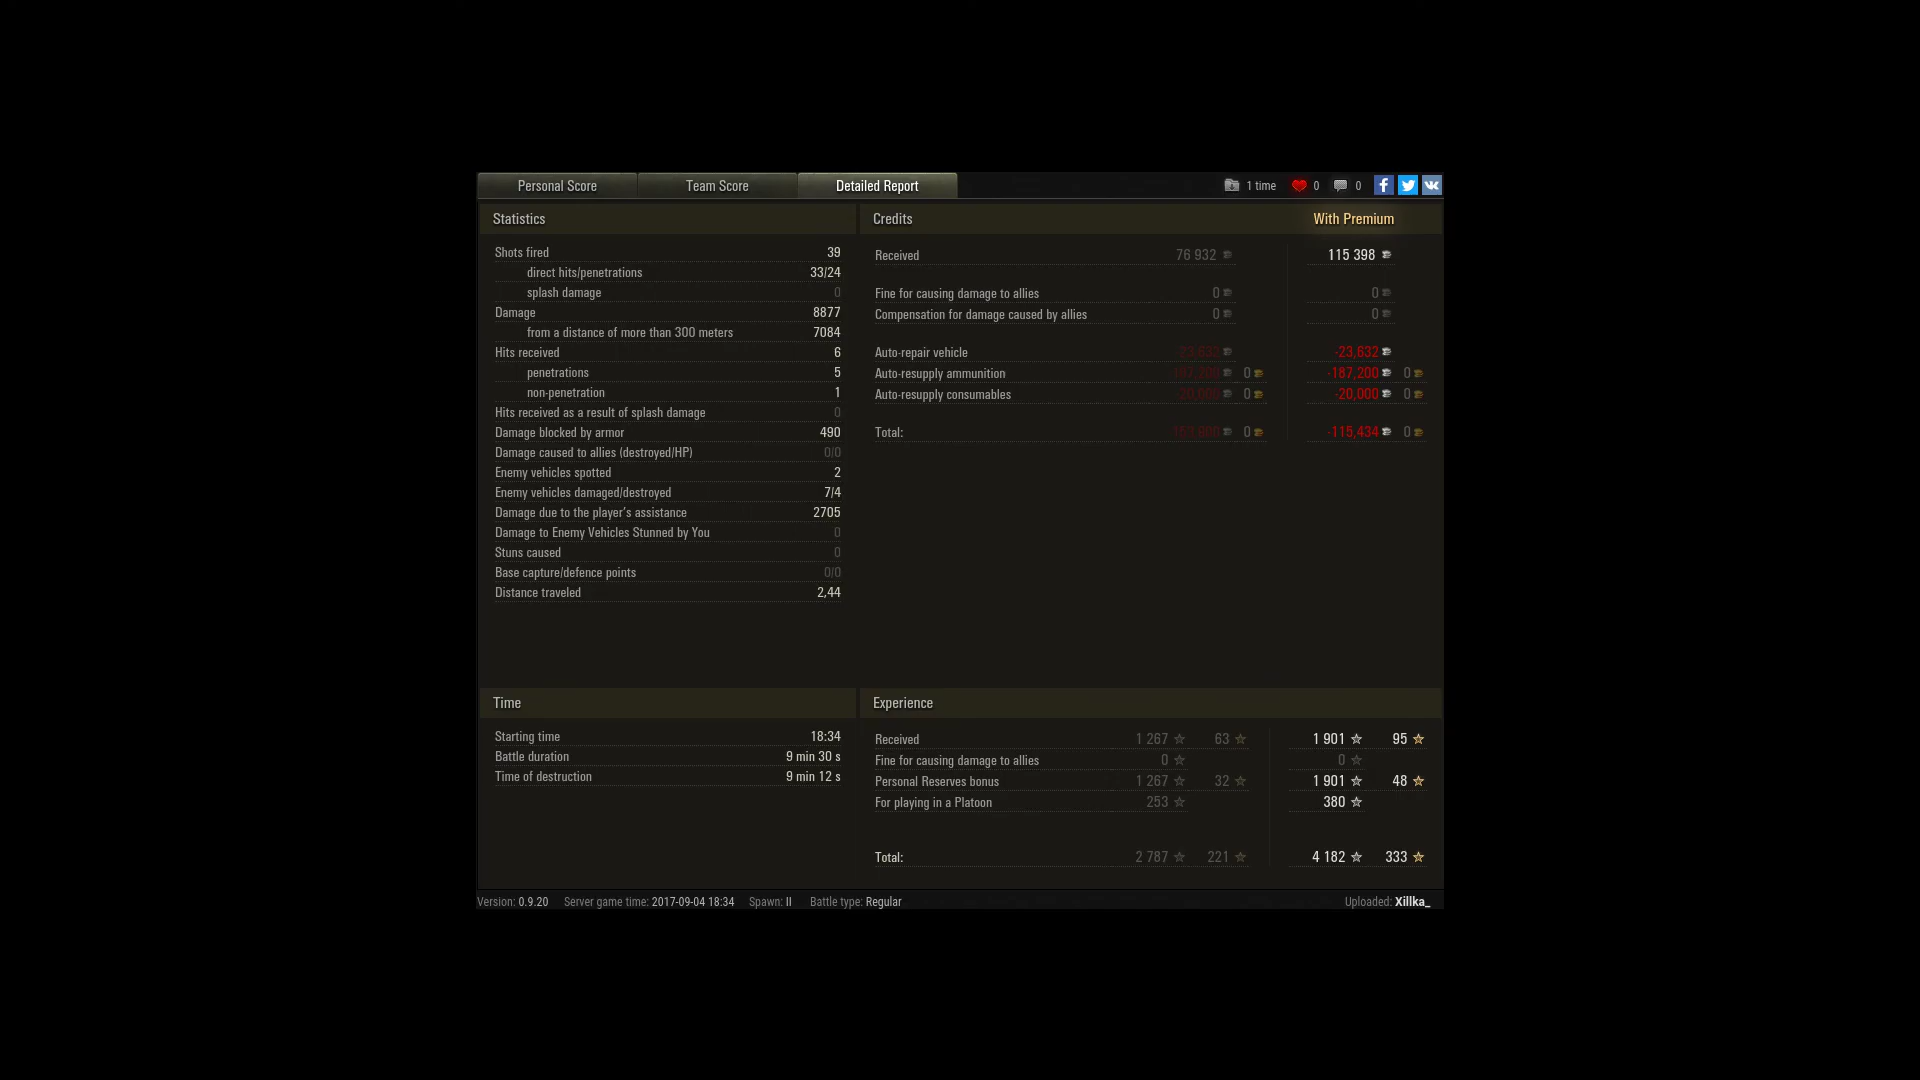 Personal Score Team Score Detailed Report 1 time 0 0
Statistics
Shots fired 39
direct hits/penetrations 33/24
splash damage 0
Damage 8877
from a distance of more than 300 meters 7084
Hits received 6
penetrations 5
non-penetration 1
Hits received as a result of splash damage 0
Damage blocked by armor 490
Damage caused to allies (destroyed/HP) 0/0
Enemy vehicles spotted 2
Enemy vehicles damaged/destroyed 7/4
Damage due to the player's assistance 2705
Damage to Enemy Vehicles Stunned by You 0
Stuns caused 0
Base capture/defence points 0/0
Distance traveled 2,44
Credits With Premium
Received 76 932 115 398
Fine for causing damage to allies 0 0
Compensation for damage caused by allies 0 0
Auto-repair vehicle -23,632 -23,632
Auto-resupply ammunition -187,200 0 -187,200 0
Auto-resupply consumables -20,000 0 -20,000 0
Total: 0 -115,434 0
Time
Starting time 18:34
Battle duration 9 min 30 s
Time of destruction 9 min 12 s
Experience
Received 1 267 63 1 901 95
Fine for causing damage to allies 0 0
Personal Reserves bonus 1 267 32 1 901 48
For playing in a Platoon 253 380
Total: 2 787 221 4 182 333
Version: 0.9.20 Server game time: 2017-09-04 18:34 Spawn: II Battle type: Regular Uploaded: Xillka_